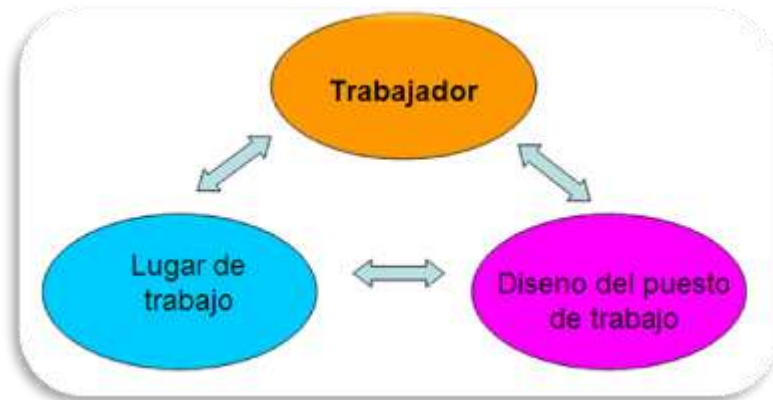 Trabajador
Lugar de
trabajo
Diseno del puesto
de trabajo